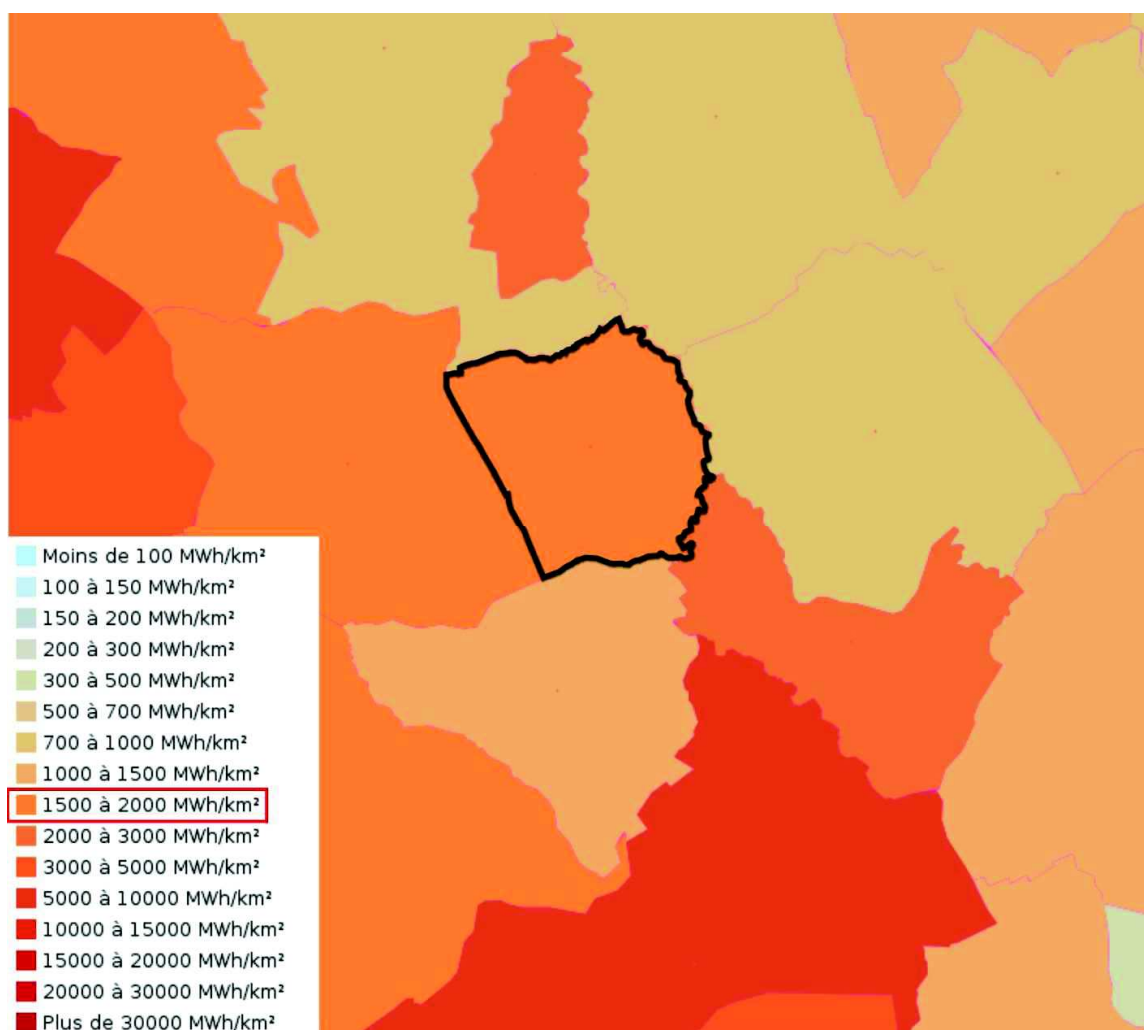 Moins de 100 MWh/km²
100 à 150 MWh/km²
150 à 200 MWh/km²
200 à 300 MWh/km²
300 à 500 MWh/km²
500 à 700 MWh/km²
700 à 1000 MWh/km²
1000 à 1500 MWh/km²
1500 à 2000 MWh/km²
2000 à 3000 MWh/km²
3000 à 5000 MWh/km²
5000 à 10000 MWh/km²
10000 à 15000 MWh/km²
15000 à 20000 MWh/km²
20000 à 30000 MWh/km²
Plus de 30000 MWh/km²